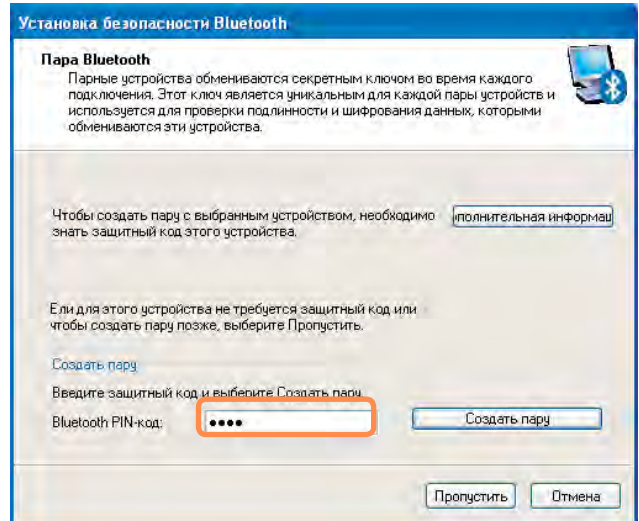 Установка безопасности Bluetooth
Пара Bluetooth
Парные устройства обмениваются секретным ключом во время каждого
подключения. Этот ключ является уникальным для каждой пары устройств и
используется для проверки подлинности и шифрования данных, которыми
обмениваются эти устройства.
Чтобы создать пару с выбранным устройством, необходимо
знать защитный код этого устройства.
ополнительная информац
Ели для этого устройства не требуется защитный код или
чтобы создать пару позже, выберите Пропустить.
Создать пару
Введите защитный код и выберите Создать пару
Bluetooth PIN-код:
••••
Создать пару
Пропустить
Отмена